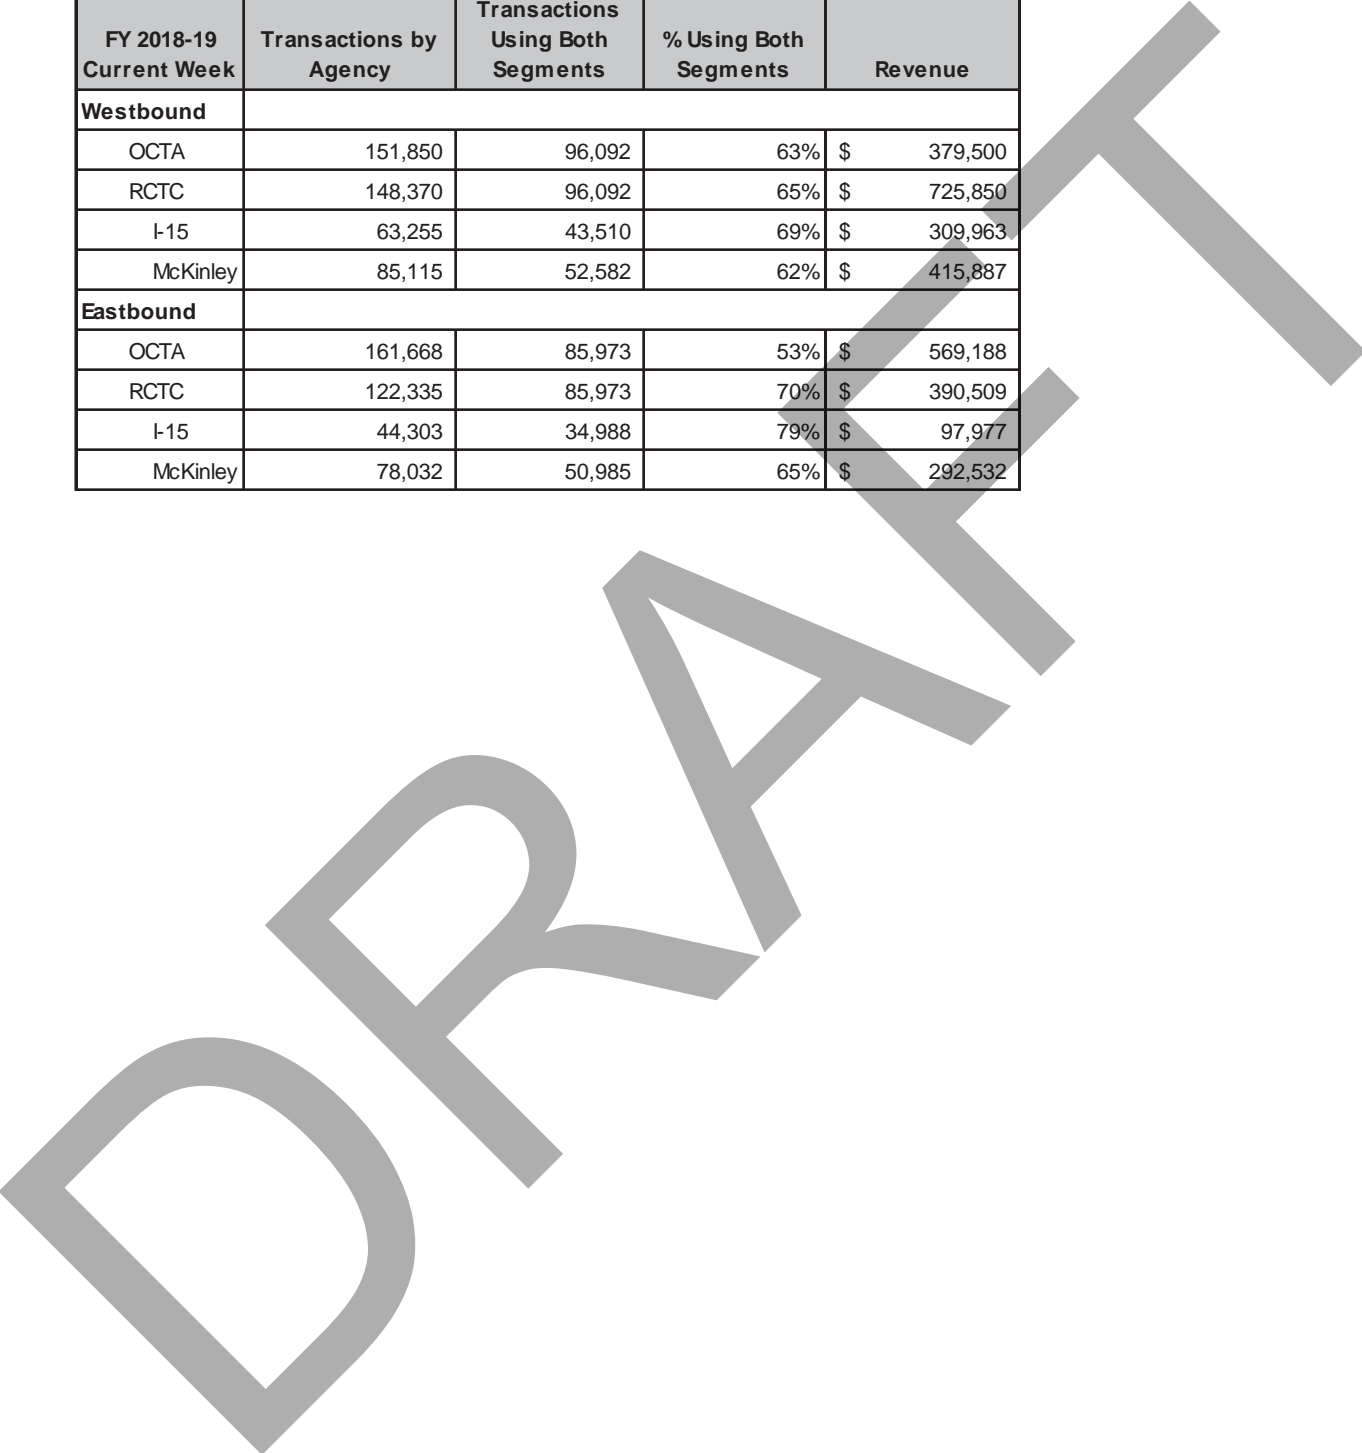 FY 2018-19 Current Week Transactions by Agency Transactions Using Both Segments % Using Both Segments Revenue
Westbound
OCTA 151,850 96,092 63% $ 379,500
RCTC 148,370 96,092 65% $ 725,850
I-15 63,255 43,510 69% $ 309,963
McKinley 85,115 52,582 62% $ 415,887
Eastbound
OCTA 161,668 85,973 53% $ 569,188
RCTC 122,335 85,973 70% $ 390,509
I-15 44,303 34,988 79% $ 97,977
McKinley 78,032 50,985 65% $ 292,532
DRAFT